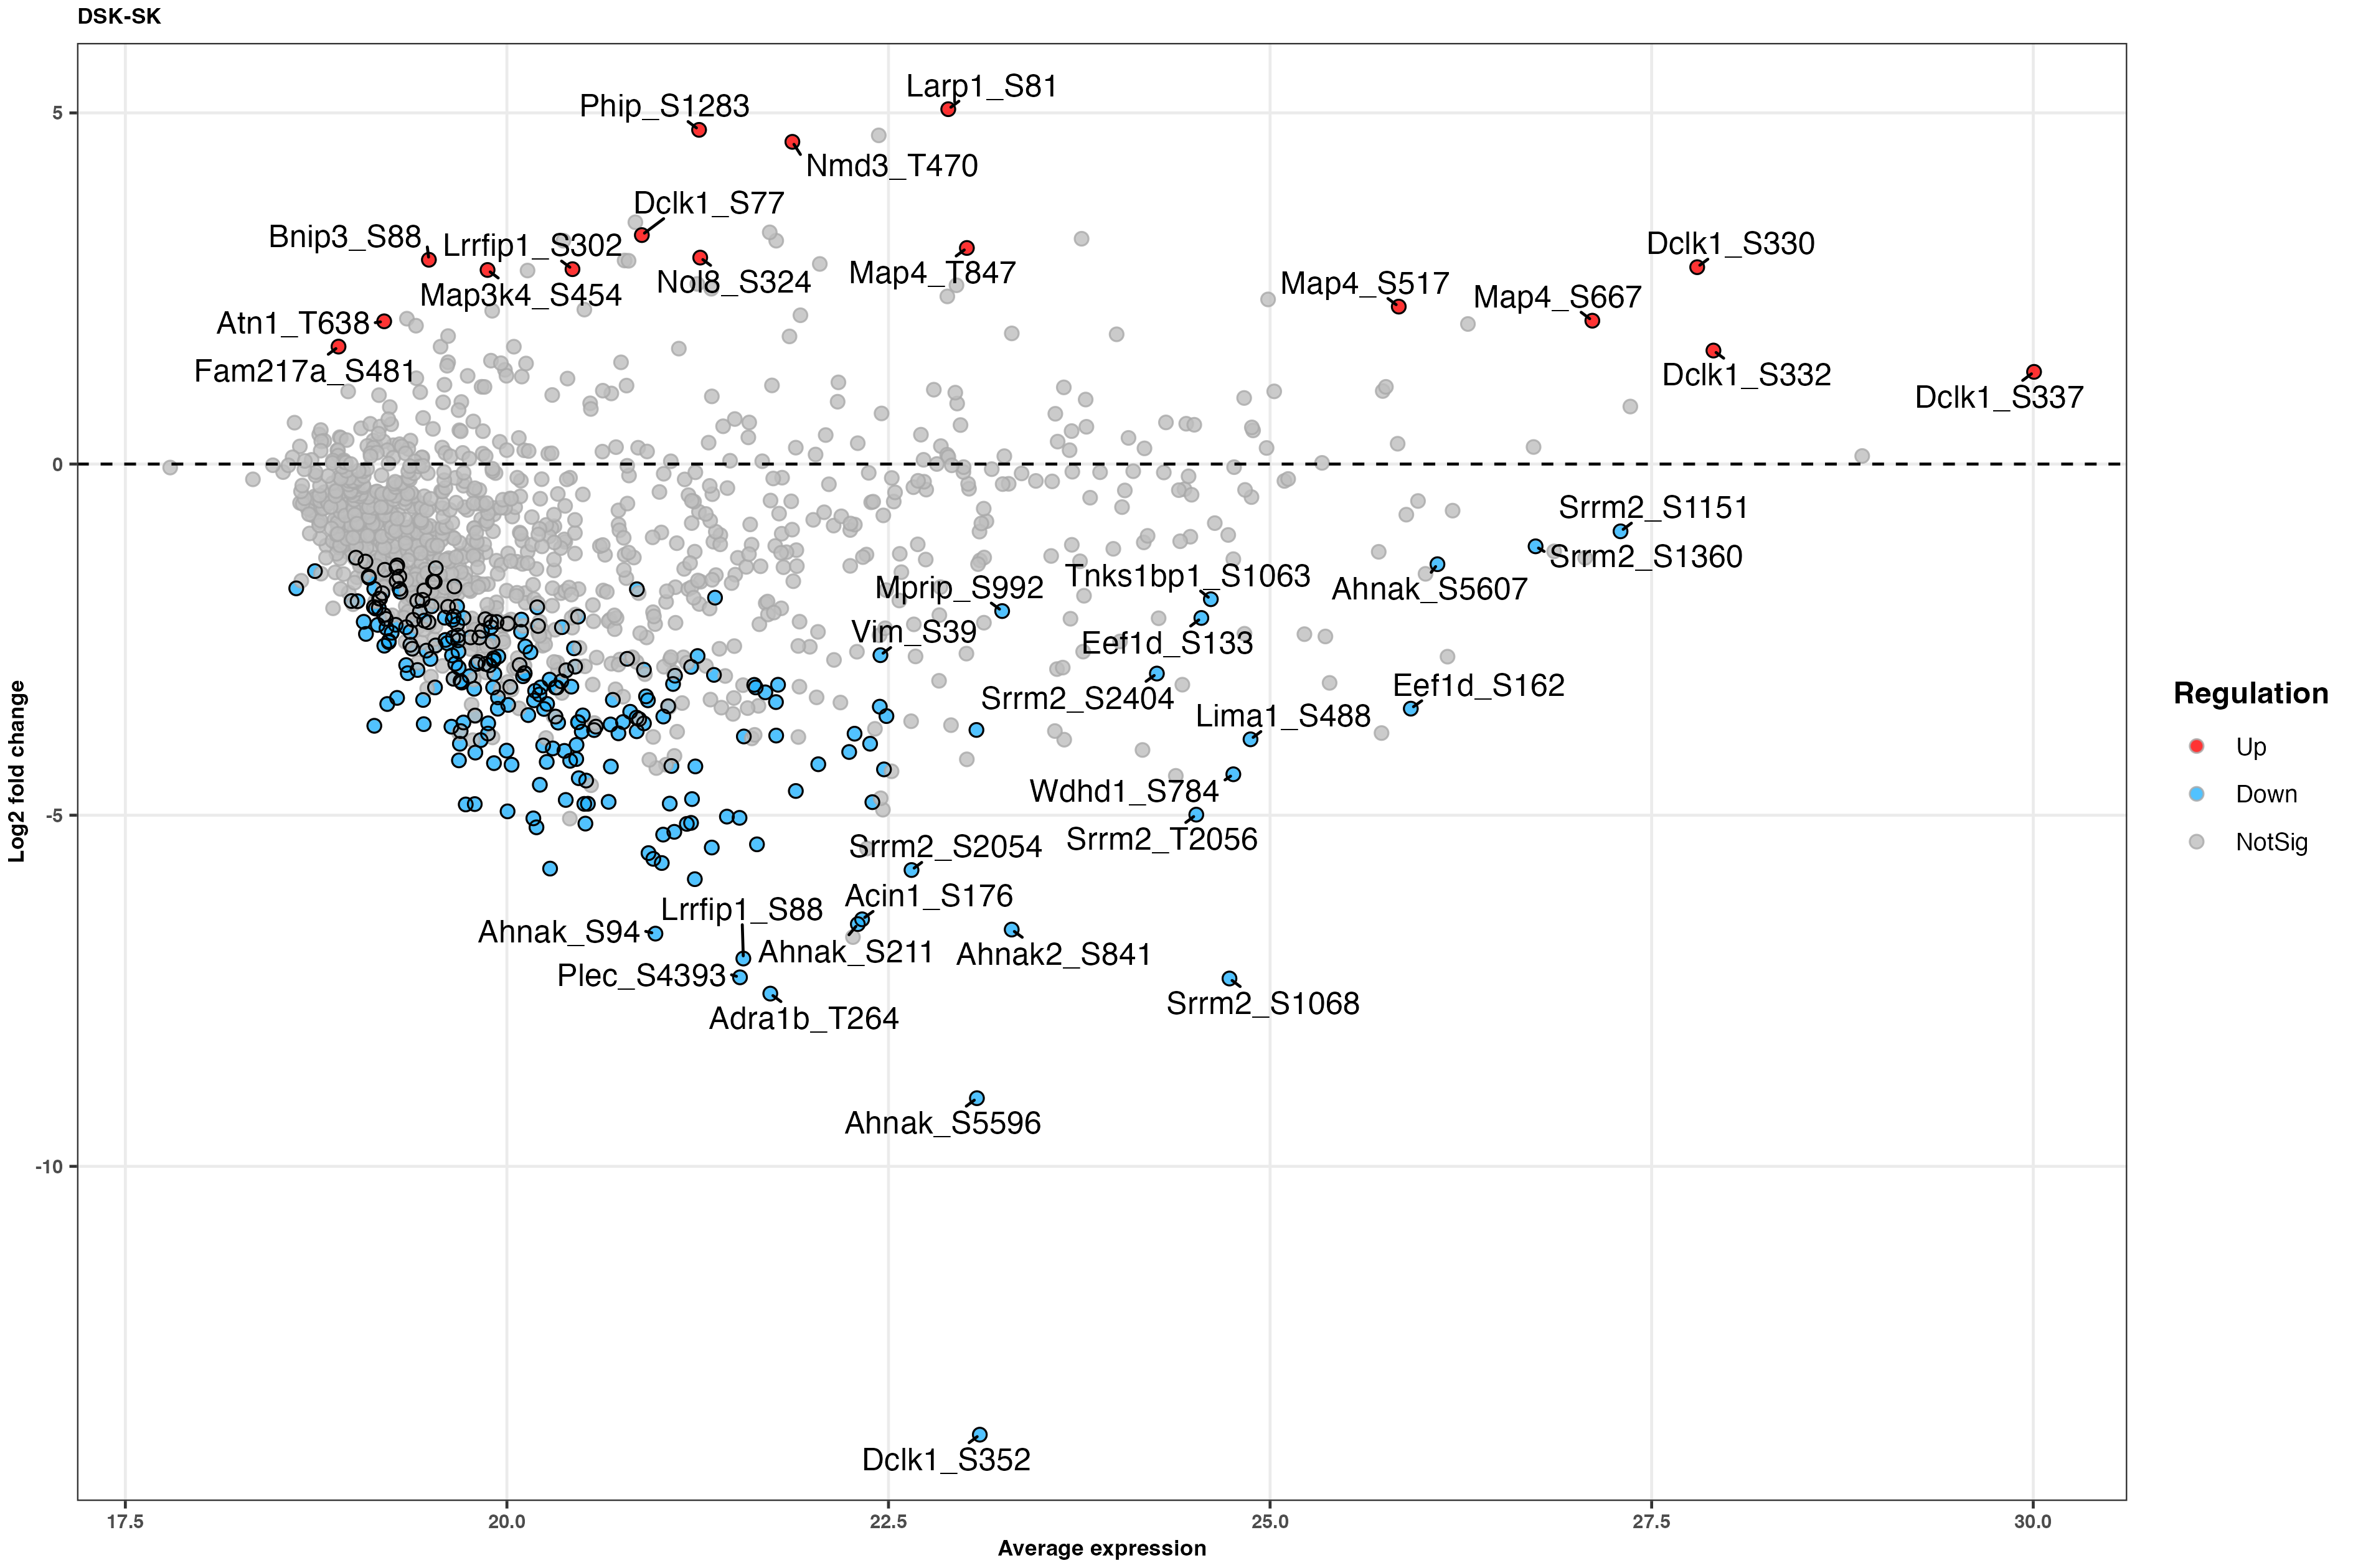 DSK-SK
Larp1_S81
Phip_S1283
Nmd3_T470
Dclk1_S77
Bnip3_S88
Lrrfip1_S302
Dclk1_S330
Map4_T847
Nol8_S324
Map4_S517
Map4_S667
Map3k4_S454
Atn1_T638
Fam217a_S481
Dclk1_S332
Dclk1_S337
Srrm2_S1151
Srrm2_S1360
Tnks1bp1_S1063
Mprip_S992
Ahnak_S5607
Vim_S39
Eef1d_S133
Srrm2_S2404
Eef1d_S162
Lima1_S488
Wdhd1_S784
Srrm2_T2056
Srrm2_S2054
Acin1_S176
Lrrfip1_S88
Ahnak_S94
Ahnak_S211
Ahnak2_S841
Plec_S4393
Srrm2_S1068
Adra1b_T264
Ahnak_S5596
Dclk1_S352
5
0
-5
-10
Log2 fold change
17.5
20.0
22.5
25.0
27.5
30.0
Average expression
Regulation
Up
Down
NotSig